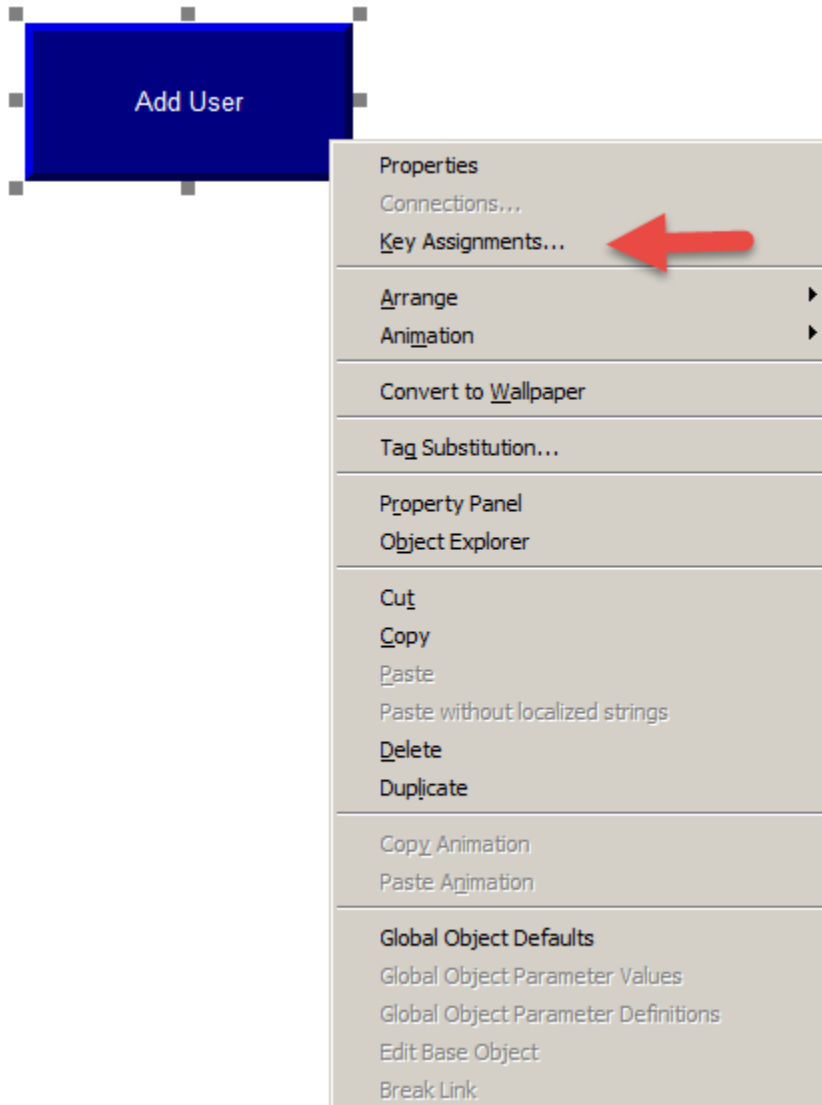 Add User
Properties
Connections...
Key Assignments...
Arrange
Animation
Convert to Wallpaper
Tag Substitution...
Property Panel
Object Explorer
Cut
Copy
Paste
Paste without localized strings
Delete
Duplicate
Copy Animation
Paste Animation
Global Object Defaults
Global Object Parameter Values
Global Object Parameter Definitions
Edit Base Object
Break Link